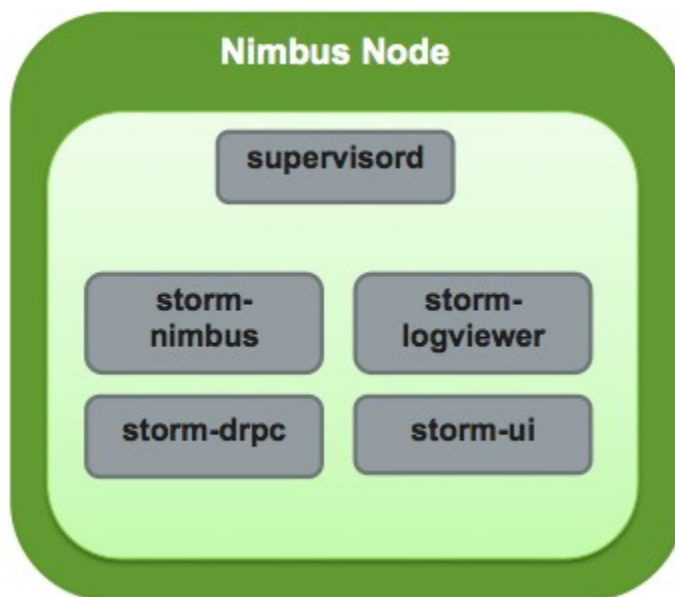 Nimbus Node
supervisord
storm-
nimbus
storm-
logviewer
storm-drpc
storm-ui